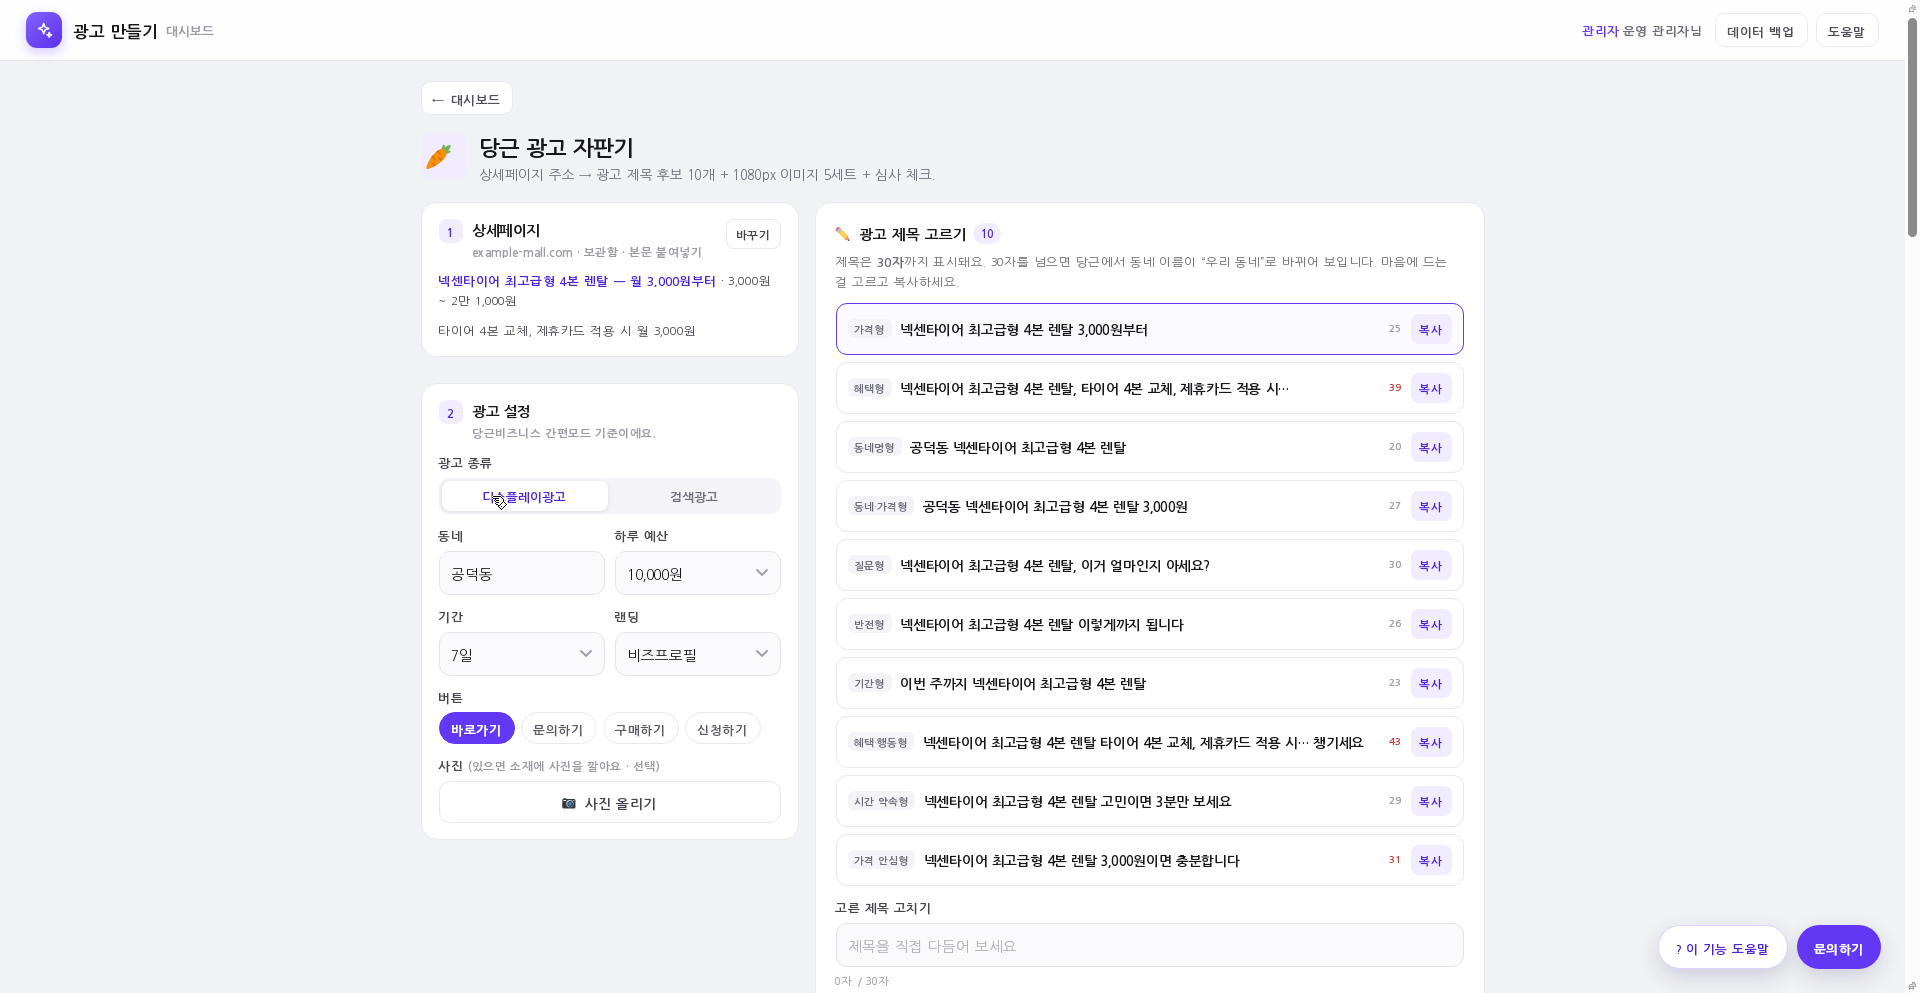 광고 만들기 대시보드
관리자 운영 관리자님 데이터 백업 도움말
← 대시보드
당근 광고 자판기
상세페이지 주소 → 광고 제목 후보 10개 + 1080px 이미지 5세트 + 심사 체크.
1 상세페이지 바꾸기
example-mall.com · 보관함 · 본문 붙여넣기
넥센타이어 최고급형 4본 렌탈 — 월 3,000원부터 · 3,000원
~ 2만 1,000원
타이어 4본 교체, 제휴카드 적용 시 월 3,000원
2 광고 설정
당근비즈니스 간편모드 기준이에요.
광고 종류
디스플레이광고 검색광고
동네 하루 예산
공덕동 10,000원
기간 랜딩
7일 비즈프로필
버튼
바로가기 문의하기 구매하기 신청하기
사진 (있으면 소재에 사진을 깔아요 · 선택)
사진 올리기
광고 제목 고르기 10
제목은 30자까지 표시돼요. 30자를 넘으면 당근에서 동네 이름이 “우리 동네”로 바뀌어 보입니다. 마음에 드는
걸 고르고 복사하세요.
가격형 넥센타이어 최고급형 4본 렌탈 3,000원부터 25 복사
혜택형 넥센타이어 최고급형 4본 렌탈, 타이어 4본 교체, 제휴카드 적용 시… 39 복사
동네명형 공덕동 넥센타이어 최고급형 4본 렌탈 20 복사
동네·가격형 공덕동 넥센타이어 최고급형 4본 렌탈 3,000원 27 복사
질문형 넥센타이어 최고급형 4본 렌탈, 이거 얼마인지 아세요? 30 복사
반전형 넥센타이어 최고급형 4본 렌탈 이렇게까지 됩니다 26 복사
기간형 이번 주까지 넥센타이어 최고급형 4본 렌탈 23 복사
혜택·행동형 넥센타이어 최고급형 4본 렌탈 타이어 4본 교체, 제휴카드 적용 시… 챙기세요 43 복사
시간 약속형 넥센타이어 최고급형 4본 렌탈 고민이면 3분만 보세요 29 복사
가격 안심형 넥센타이어 최고급형 4본 렌탈 3,000원이면 충분합니다 31 복사
고른 제목 고치기
제목을 직접 다듬어 보세요
0자 / 30자
? 이 기능 도움말 문의하기